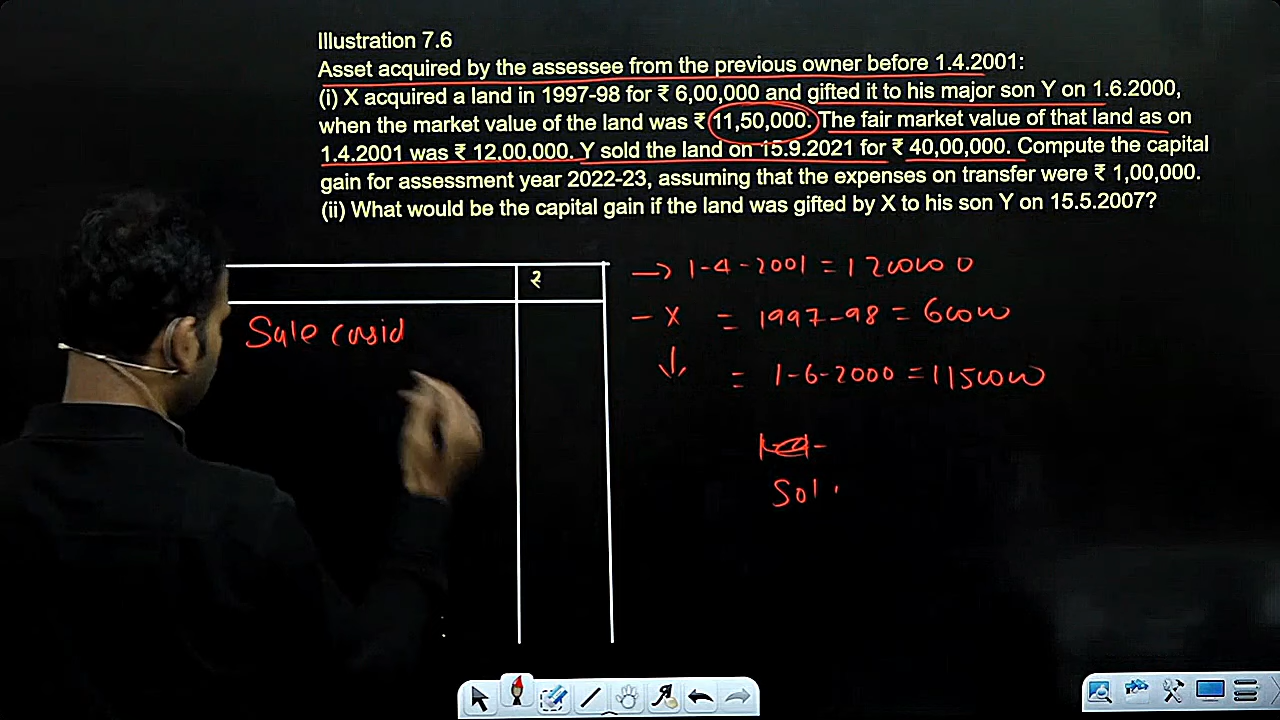 Illustration 7.6
Asset acquired by the assessee from the previous owner before 1.4.2001:
(i) X acquired a land in 1997-98 for ₹ 6,00,000 and gifted it to his major son Y on 1.6.2000,
when the market value of the land was ₹ 11,50,000. The fair market value of that land as on
1.4.2001 was ₹ 12,00,000. Y sold the land on 15.9.2021 for ₹ 40,00,000. Compute the capital
gain for assessment year 2022-23, assuming that the expenses on transfer were ₹ 1,00,000.
(ii) What would be the capital gain if the land was gifted by X to his son Y on 15.5.2007?
₹
Sale cosid
→ 1-4-2001 = 1200000
- X = 1997-98 = 600000
↓ = 1-6-2000 = 1150000
Sol.